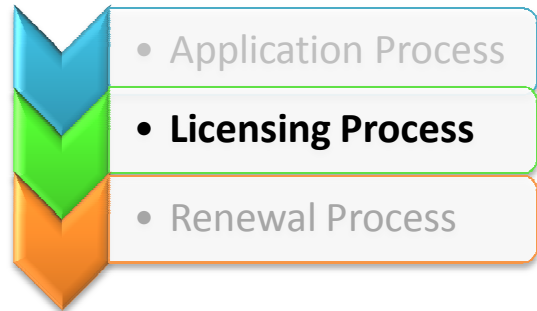 • Application Process
• Licensing Process
• Renewal Process